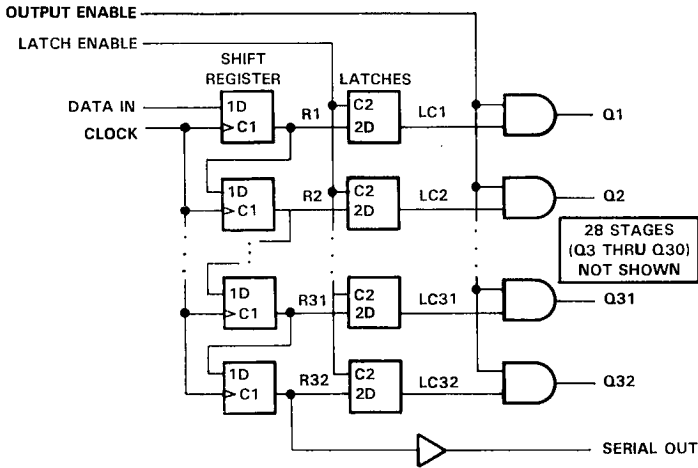 OUTPUT ENABLE
LATCH ENABLE
SHIFT
REGISTER
LATCHES
DATA IN
CLOCK
1D
C1
R1
C2
2D
LC1
Q1
1D
C1
R2
C2
2D
LC2
Q2
28 STAGES
(Q3 THRU Q30)
NOT SHOWN
1D
C1
R31
C2
2D
LC31
Q31
1D
C1
R32
C2
2D
LC32
Q32
SERIAL OUT